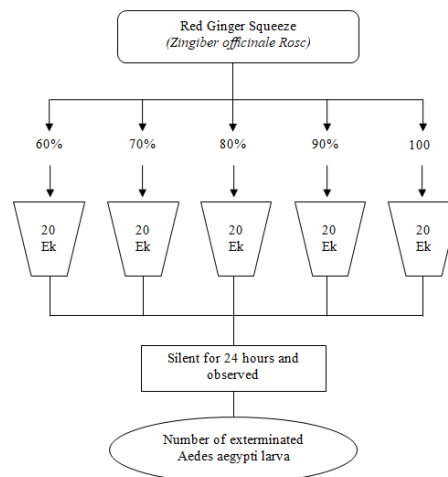 Red Ginger Squeeze
(Zingiber officinale Rosc)
60% 70% 80% 90% 100
20 20 20 20 20
Ek Ek Ek Ek Ek
Silent for 24 hours and
observed
Number of exterminated
Aedes aegypti larva